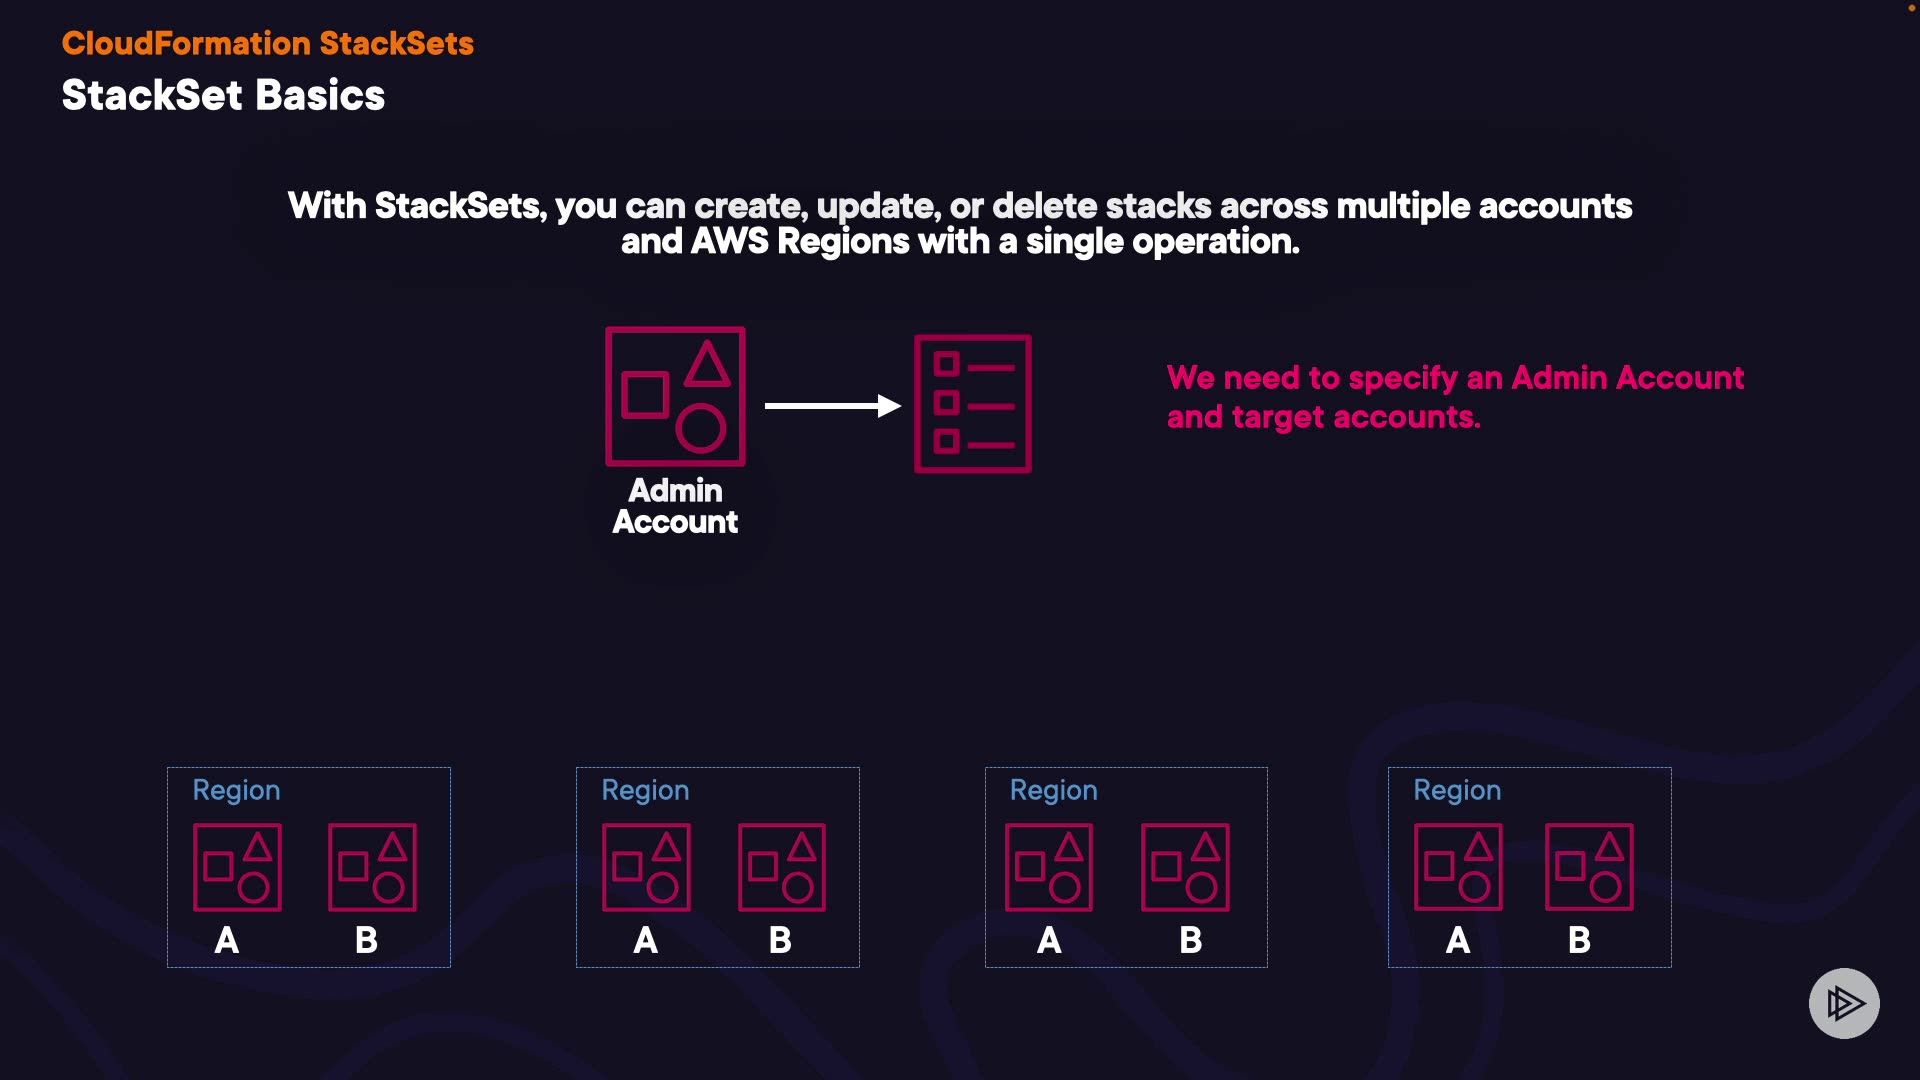 CloudFormation StackSets
StackSet Basics
With StackSets, you can create, update, or delete stacks across multiple accounts
and AWS Regions with a single operation.
We need to specify an Admin Account
and target accounts.
Admin
Account
Region
A B
Region
A B
Region
A B
Region
A B